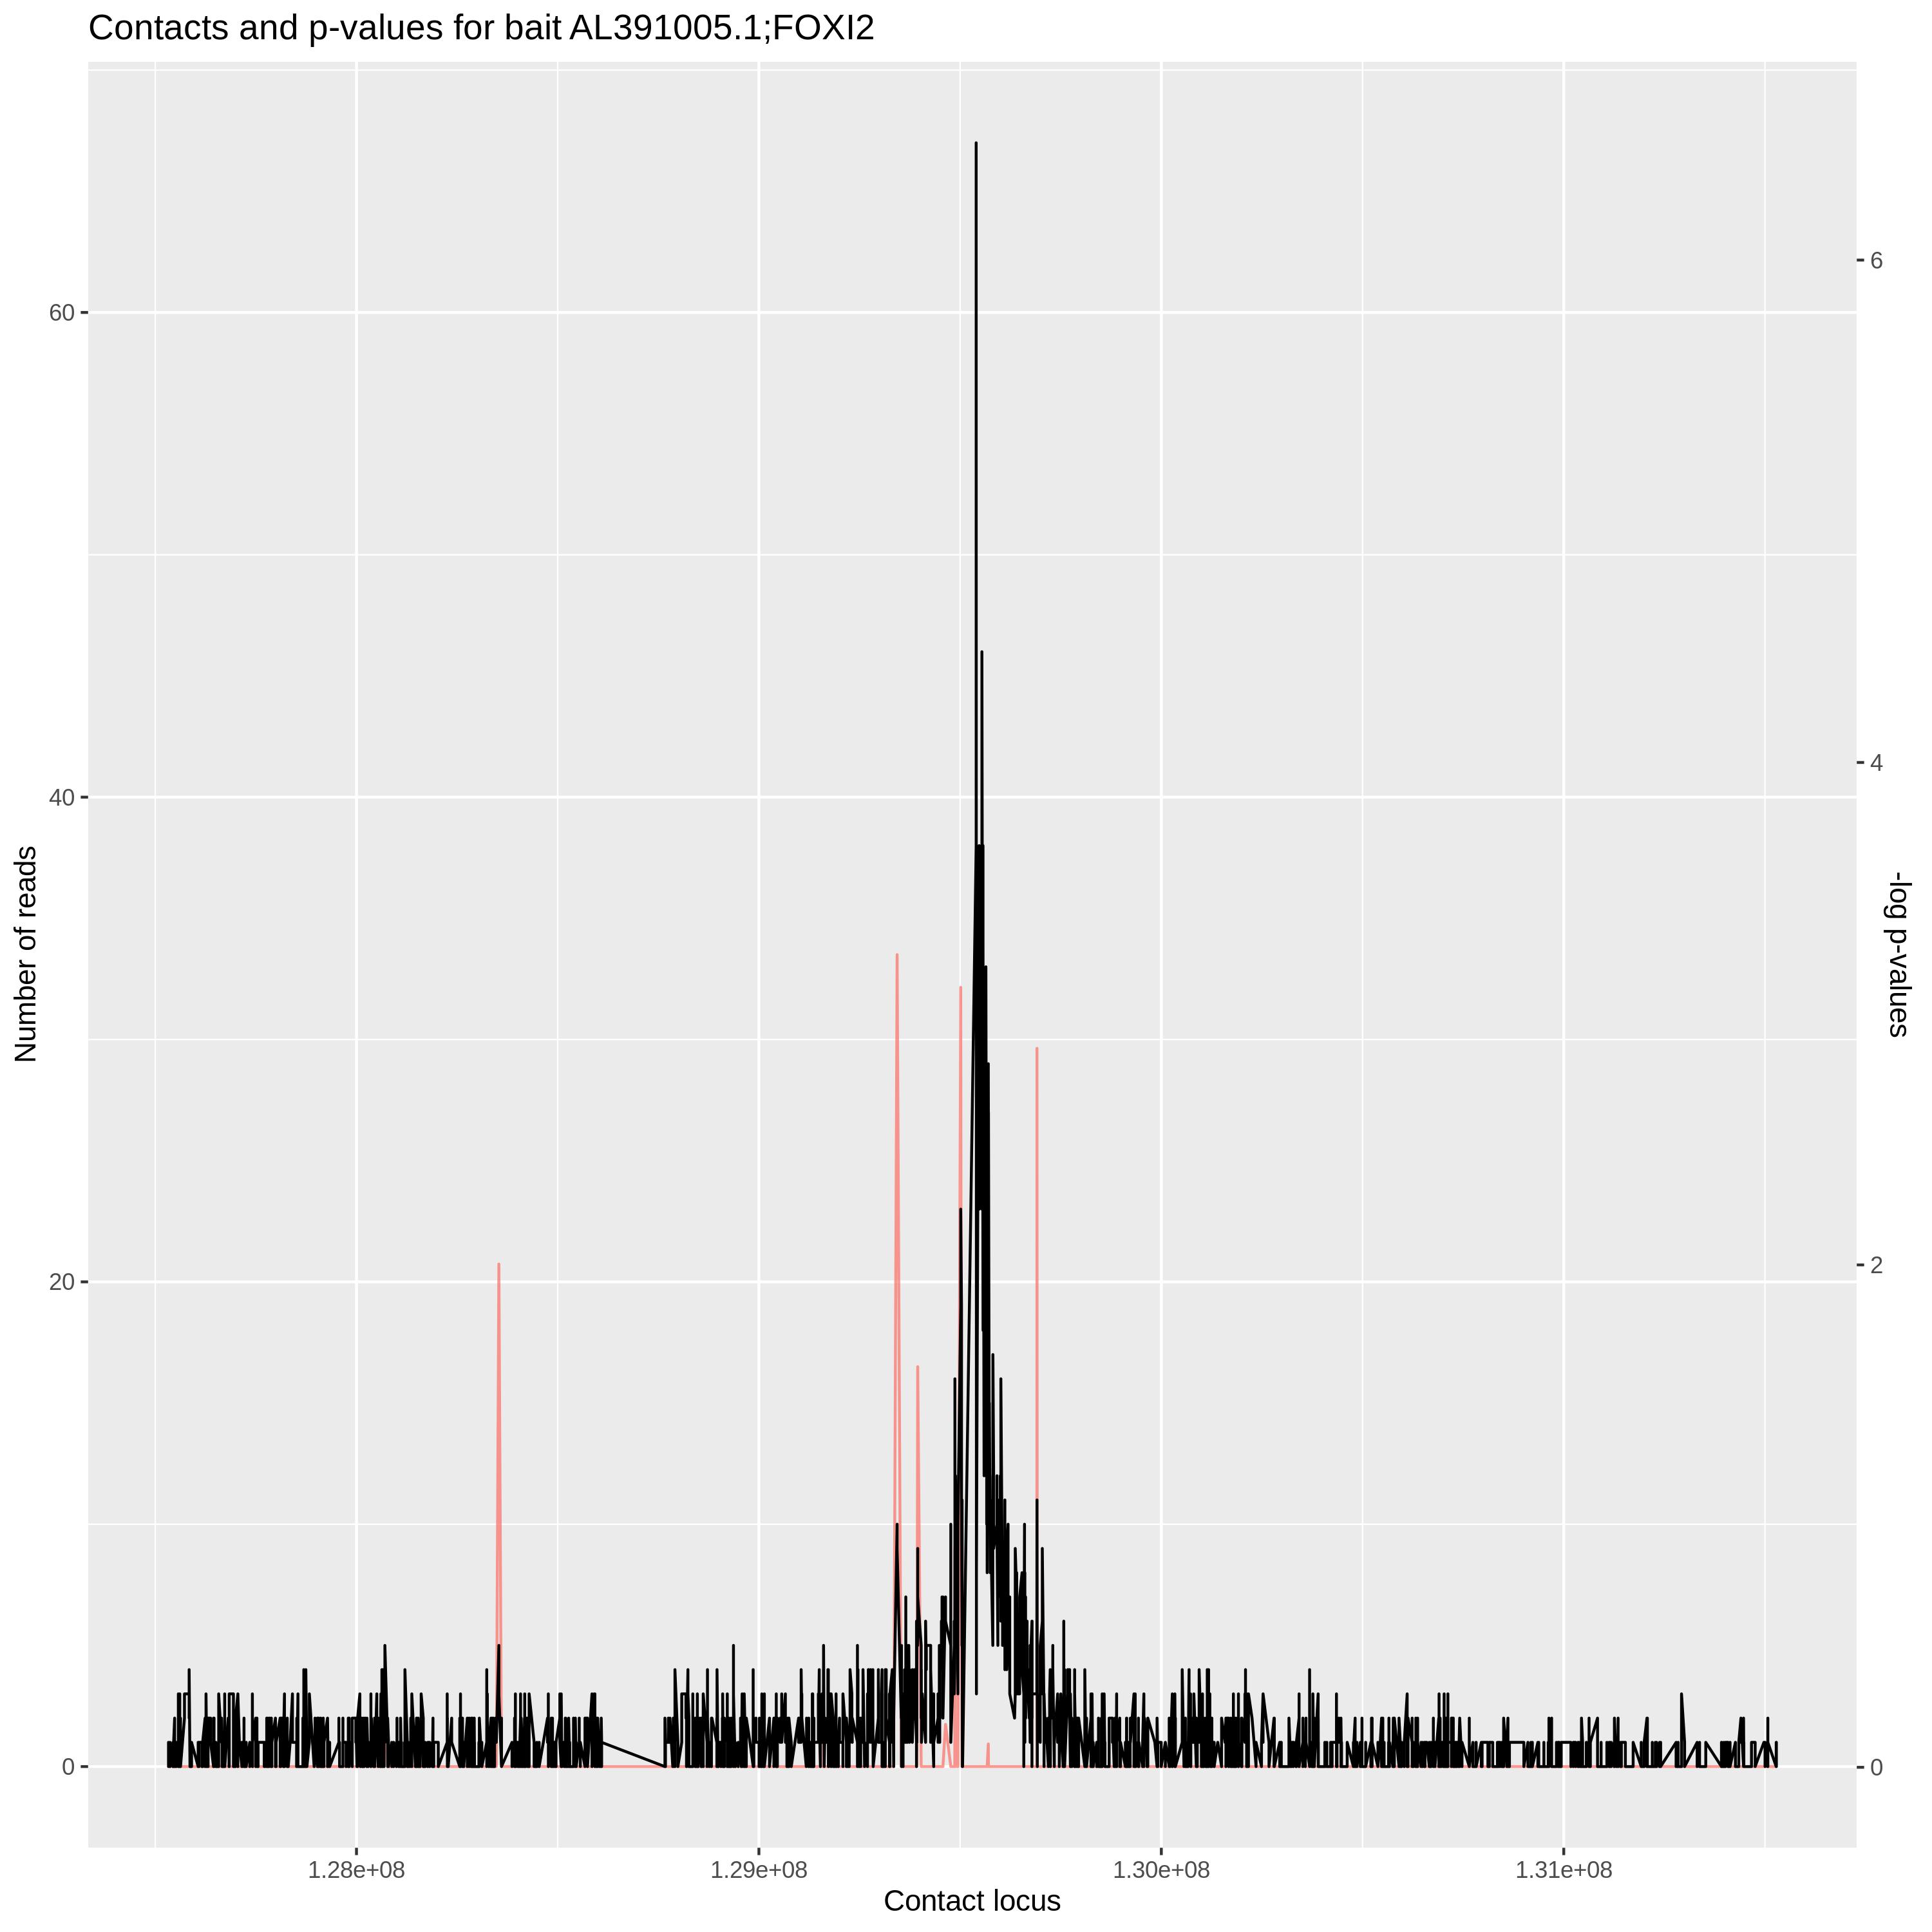 Contacts and p-values for bait AL391005.1;FOXI2
Number of reads
60
40
20
0
6
4
2
0
-log p-values
1.28e+08
1.29e+08
1.30e+08
1.31e+08
Contact locus